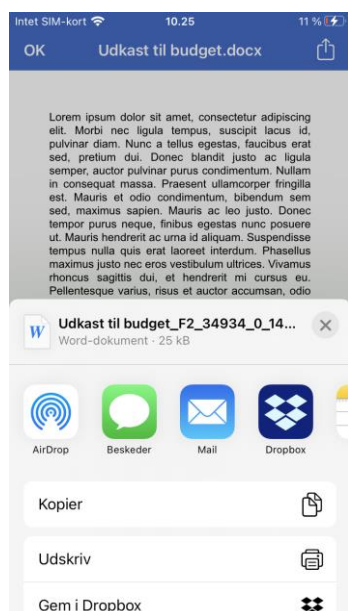 Intet SIM-kort 10.25 11 %
OK Udkast til budget.docx
Lorem ipsum dolor sit amet, consectetur adipiscing
elit. Morbi nec ligula tempus, suscipit lacus id,
pulvinar diam. Nunc a tellus egestas, faucibus erat
sed, pretium dui. Donec blandit justo ac ligula
semper, auctor pulvinar purus condimentum. Nullam
in consequat massa. Praesent ullamcorper fringilla
est. Mauris et odio condimentum, bibendum sem
sed, maximus sapien. Mauris ac leo justo. Donec
tempor purus neque, finibus egestas nunc posuere
ut. Mauris hendrerit ac urna id aliquam. Suspendisse
tempus nulla quis erat laoreet interdum. Phasellus
maximus justo nec eros vestibulum ultrices. Vivamus
rhoncus sagittis dui, et hendrerit mi cursus eu.
Pellentesque varius, risus et auctor accumsan, odio
W
Udkast til budget_F2_34934_0_14...
Word-dokument · 25 kB
AirDrop Beskeder Mail Dropbox
Kopier
Udskriv
Gem i Dropbox